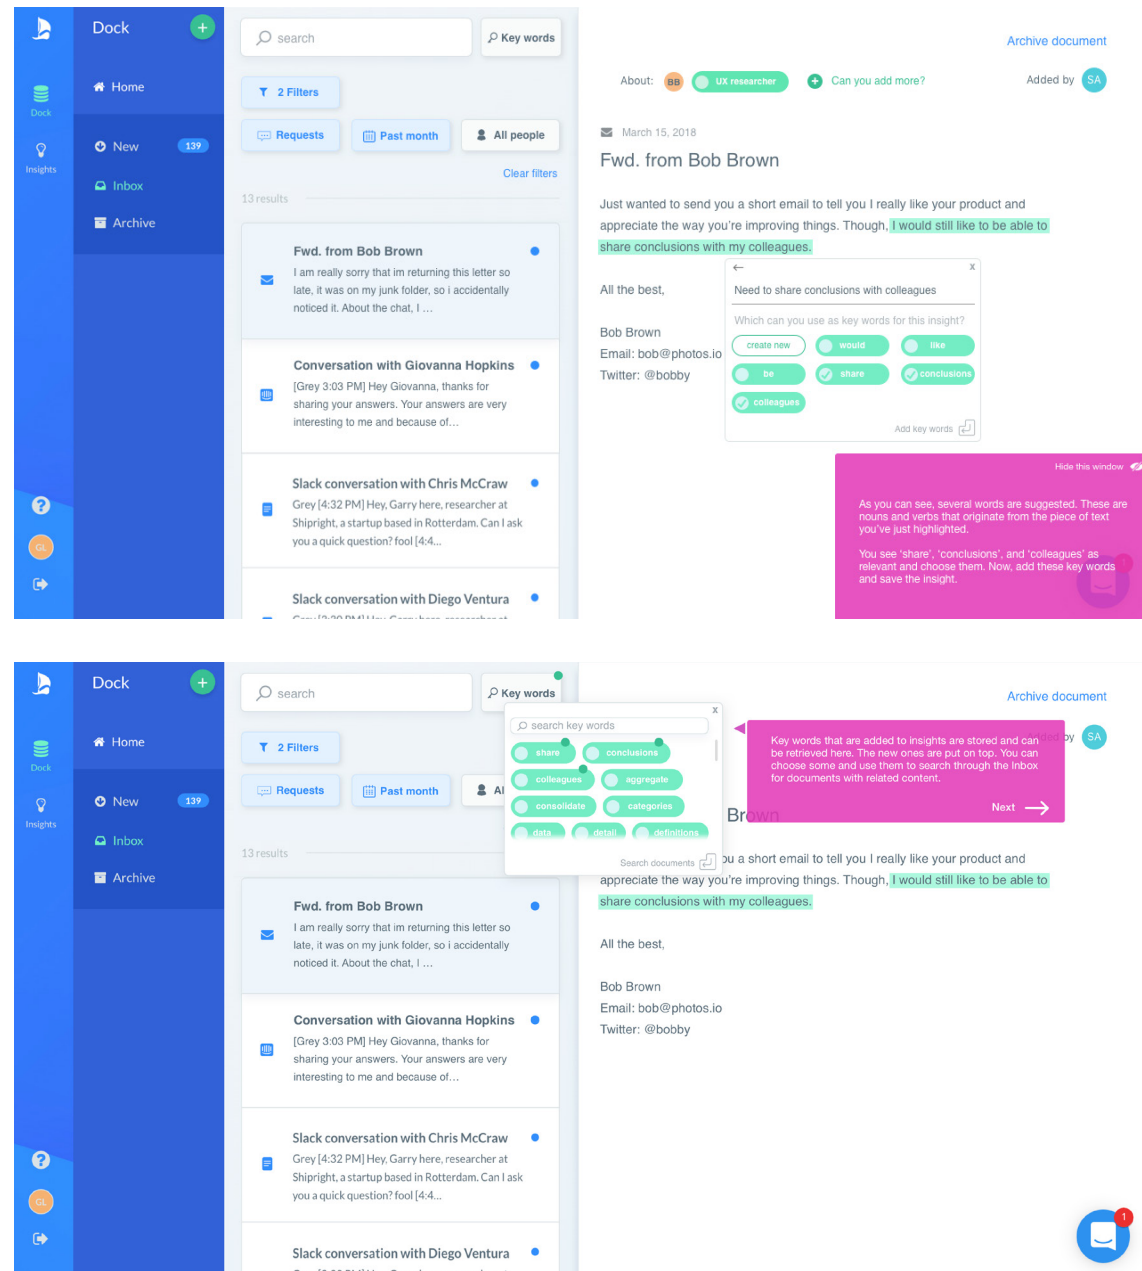 Dock
+
search
Key words
Archive document
Home
2 Filters
About: BB UX researcher + Can you add more?
Added by SA
Dock
New 139
Requests
Past month
All people
March 15, 2018
Insights
Fwd. from Bob Brown
Clear filters
Inbox
13 results
Archive
Just wanted to send you a short email to tell you I really like your product and
appreciate the way you're improving things. Though, I would still like to be able to
share conclusions with my colleagues.
Fwd. from Bob Brown
I am really sorry that im returning this letter so
late, it was on my junk folder, so i accidentally
noticed it. About the chat, I …
All the best,
Bob Brown
Email: bob@photos.io
Twitter: @bobby
← x
Need to share conclusions with colleagues
Which can you use as key words for this insight?
create new would like
be share conclusions
colleagues
Add key words
Conversation with Giovanna Hopkins
[Grey 3:03 PM] Hey Giovanna, thanks for
sharing your answers. Your answers are very
interesting to me and because of…
Slack conversation with Chris McCraw
Grey [4:32 PM] Hey, Garry here, researcher at
Shipright, a startup based in Rotterdam. Can I ask
you a quick question? fool [4:4...
Slack conversation with Diego Ventura
Hide this window
As you can see, several words are suggested. These are
nouns and verbs that originate from the piece of text
you've just highlighted.
You see 'share', 'conclusions', and 'colleagues' as
relevant and choose them. Now, add these key words
and save the insight.
1
?
GL
Dock
+
search
Key words
Archive document
Home
2 Filters
x
search key words
share conclusions
colleagues aggregate
consolidate categories
data detail definitions
Search documents
Key words that are added to insights are stored and can
be retrieved here. The new ones are put on top. You can
choose some and use them to search through the Inbox
for documents with related content.
Next
Added by SA
Dock
New 139
Requests
Past month
Al
Insights
Brown
Inbox
13 results
Archive
ou a short email to tell you I really like your product and
appreciate the way you're improving things. Though, I would still like to be able to
share conclusions with my colleagues.
All the best,
Bob Brown
Email: bob@photos.io
Twitter: @bobby
Fwd. from Bob Brown
I am really sorry that im returning this letter so
late, it was on my junk folder, so i accidentally
noticed it. About the chat, I …
Conversation with Giovanna Hopkins
[Grey 3:03 PM] Hey Giovanna, thanks for
sharing your answers. Your answers are very
interesting to me and because of…
Slack conversation with Chris McCraw
Grey [4:32 PM] Hey, Garry here, researcher at
Shipright, a startup based in Rotterdam. Can I ask
you a quick question? fool [4:4...
Slack conversation with Diego Ventura
?
GL
1